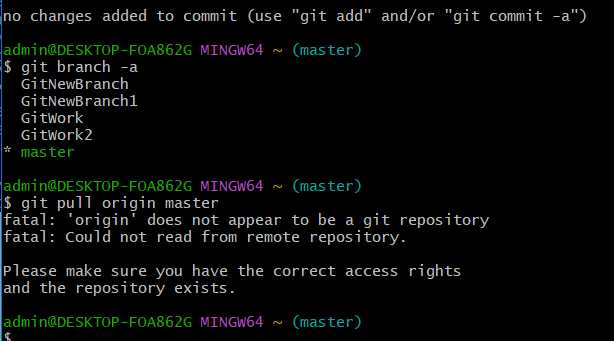 no changes added to commit (use "git add" and/or "git commit -a")
admin@DESKTOP-FOA862G MINGW64 ~ (master)
$ git branch -a
  GitNewBranch
  GitNewBranch1
  GitWork
  GitWork2
* master
admin@DESKTOP-FOA862G MINGW64 ~ (master)
$ git pull origin master
fatal: 'origin' does not appear to be a git repository
fatal: Could not read from remote repository.
Please make sure you have the correct access rights
and the repository exists.
admin@DESKTOP-FOA862G MINGW64 ~ (master)
$